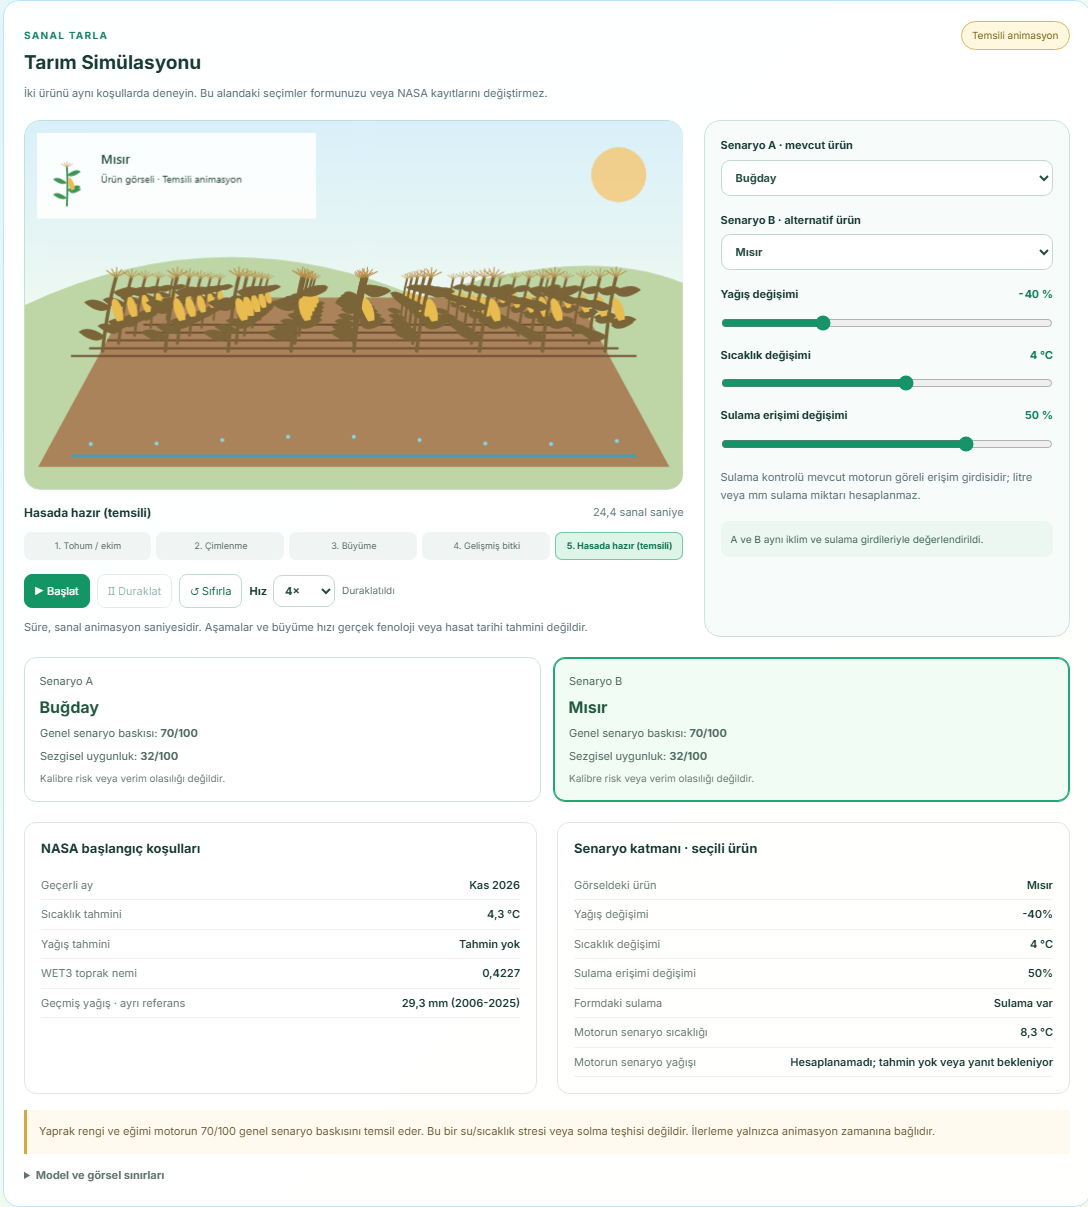 SANAL TARLA
Temsili animasyon
Tarım Simülasyonu
İki ürünü aynı koşullarda deneyin. Bu alandaki seçimler formunuzu veya NASA kayıtlarını değiştirmez.
Mısır
Ürün görseli · Temsili animasyon
Senaryo A · mevcut ürün
Buğday
Senaryo B · alternatif ürün
Mısır
Yağış değişimi
-40 %
Sıcaklık değişimi
4 °C
Sulama erişimi değişimi
50 %
Sulama kontrolü mevcut motorun göreli erişim girdisidir; litre
veya mm sulama miktarı hesaplanmaz.
A ve B aynı iklim ve sulama girdileriyle değerlendirildi.
Hasada hazır (temsili)
24,4 sanal saniye
1. Tohum / ekim
2. Çimlenme
3. Büyüme
4. Gelişmiş bitki
5. Hasada hazır (temsili)
▶ Başlat
⏸ Duraklat
↺ Sıfırla
Hız
4×
Duraklatıldı
Süre, sanal animasyon saniyesidir. Aşamalar ve büyüme hızı gerçek fenoloji veya hasat tarihi tahmini değildir.
Senaryo A
Buğday
Genel senaryo baskısı: 70/100
Sezgisel uygunluk: 32/100
Kalibre risk veya verim olasılığı değildir.
Senaryo B
Mısır
Genel senaryo baskısı: 70/100
Sezgisel uygunluk: 32/100
Kalibre risk veya verim olasılığı değildir.
NASA başlangıç koşulları
Geçerli ay
Kas 2026
Sıcaklık tahmini
4,3 °C
Yağış tahmini
Tahmin yok
WET3 toprak nemi
0,4227
Geçmiş yağış · ayrı referans
29,3 mm (2006-2025)
Senaryo katmanı · seçili ürün
Görseldeki ürün
Mısır
Yağış değişimi
-40%
Sıcaklık değişimi
4 °C
Sulama erişimi değişimi
50%
Formdaki sulama
Sulama var
Motorun senaryo sıcaklığı
8,3 °C
Motorun senaryo yağışı
Hesaplanamadı; tahmin yok veya yanıt bekleniyor
Yaprak rengi ve eğimi motorun 70/100 genel senaryo baskısını temsil eder. Bu bir su/sıcaklık stresi veya solma teşhisi değildir. İlerleme yalnızca animasyon zamanına bağlıdır.
▶ Model ve görsel sınırları